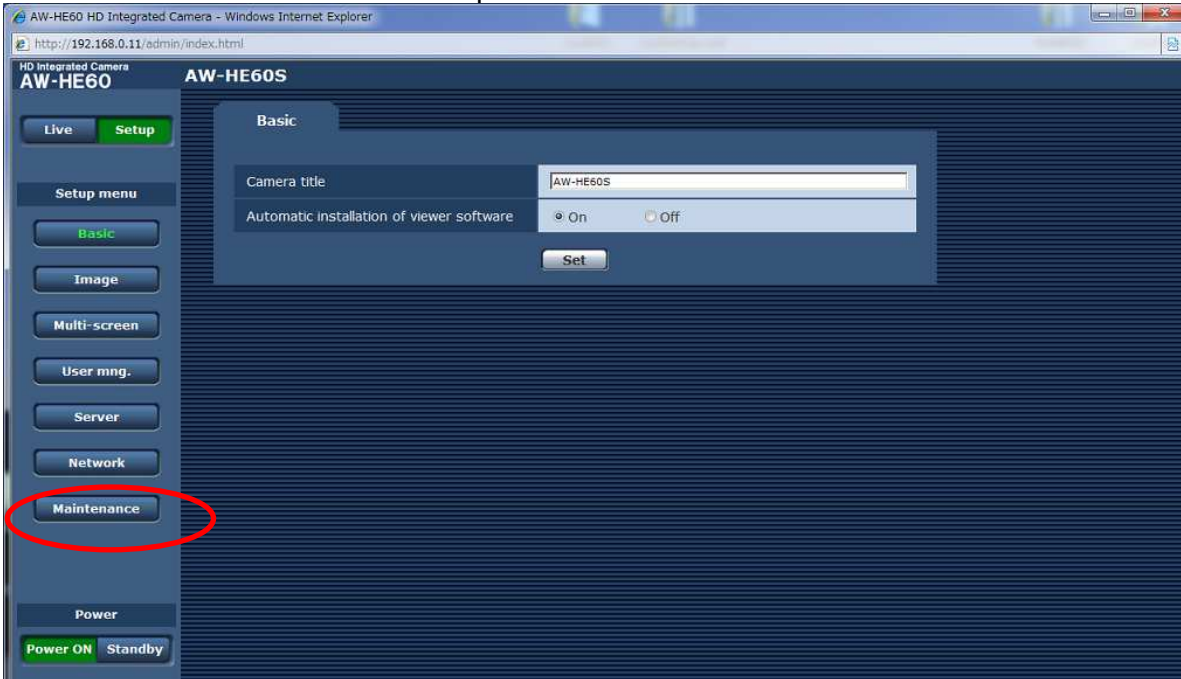 AW-HE60 HD Integrated Camera - Windows Internet Explorer
http://192.168.0.11/admin/index.html
HD Integrated Camera
AW-HE60
AW-HE60S
Live Setup
Basic
Camera title AW-HE60S
Automatic installation of viewer software On Off
Set
Setup menu
Basic
Image
Multi-screen
User mng.
Server
Network
Maintenance
Power
Power ON Standby